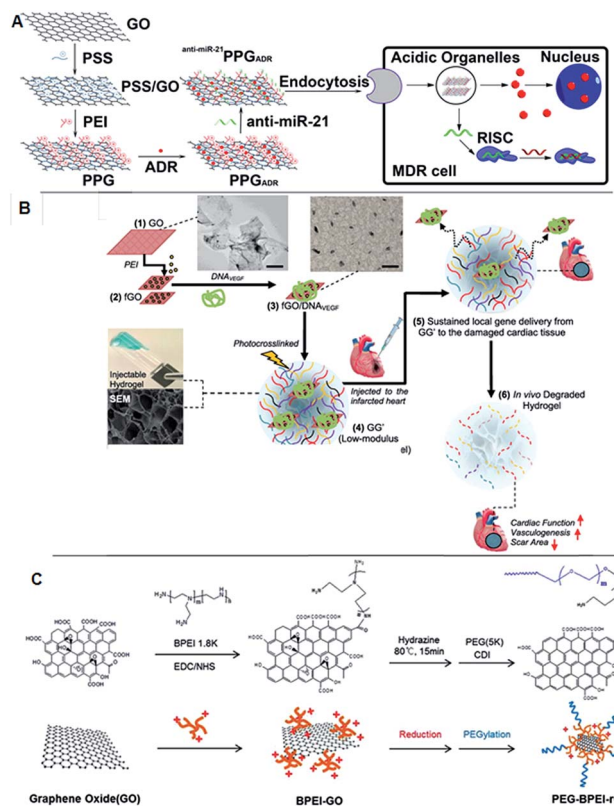 A
GO
PSS
PSS/GO
PEI
PPG
ADR
PPGADR
anti-miR-21
anti-miR-21PPGADR
Endocytosis
Acidic Organelles
Nucleus
RISC
MDR cell
B
(1) GO
PEI
(2) fGO
DNAVEGF
(3) fGO/DNAVEGF
Photocrosslinked
Injectable
Hydrogel
SEM
(4) GG'
(Low-modulus
el)
Injected to the
infarcted heart
(5) Sustained local gene delivery from
GG' to the damaged cardiac tissue
(6) In vivo Degraded
Hydrogel
Cardiac Function
Vasculogenesis
Scar Area
C
BPEI 1.8K
EDC/NHS
Hydrazine
80℃, 15min
PEG(5K)
CDI
Reduction
PEGylation
Graphene Oxide(GO)
BPEI-GO
PEG-BPEI-r